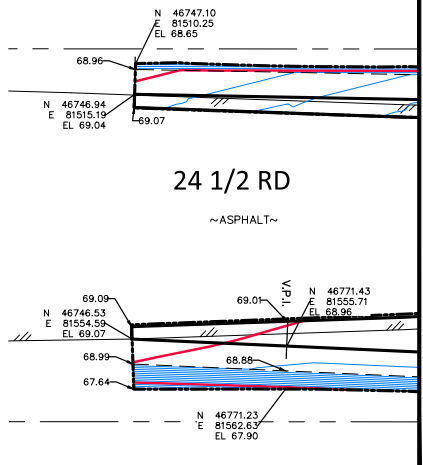 N 46747.10
E 81510.25
EL 68.65
68.96
N 46746.94
E 81515.19
EL 69.04
69.07
24 1/2 RD
~ASPHALT~
V.P.I.
69.09
69.01
N 46771.43
E 81555.71
EL 68.96
N 46746.53
E 81554.59
EL 69.07
68.99
68.88
67.64
N 46771.23
E 81562.63
EL 67.90